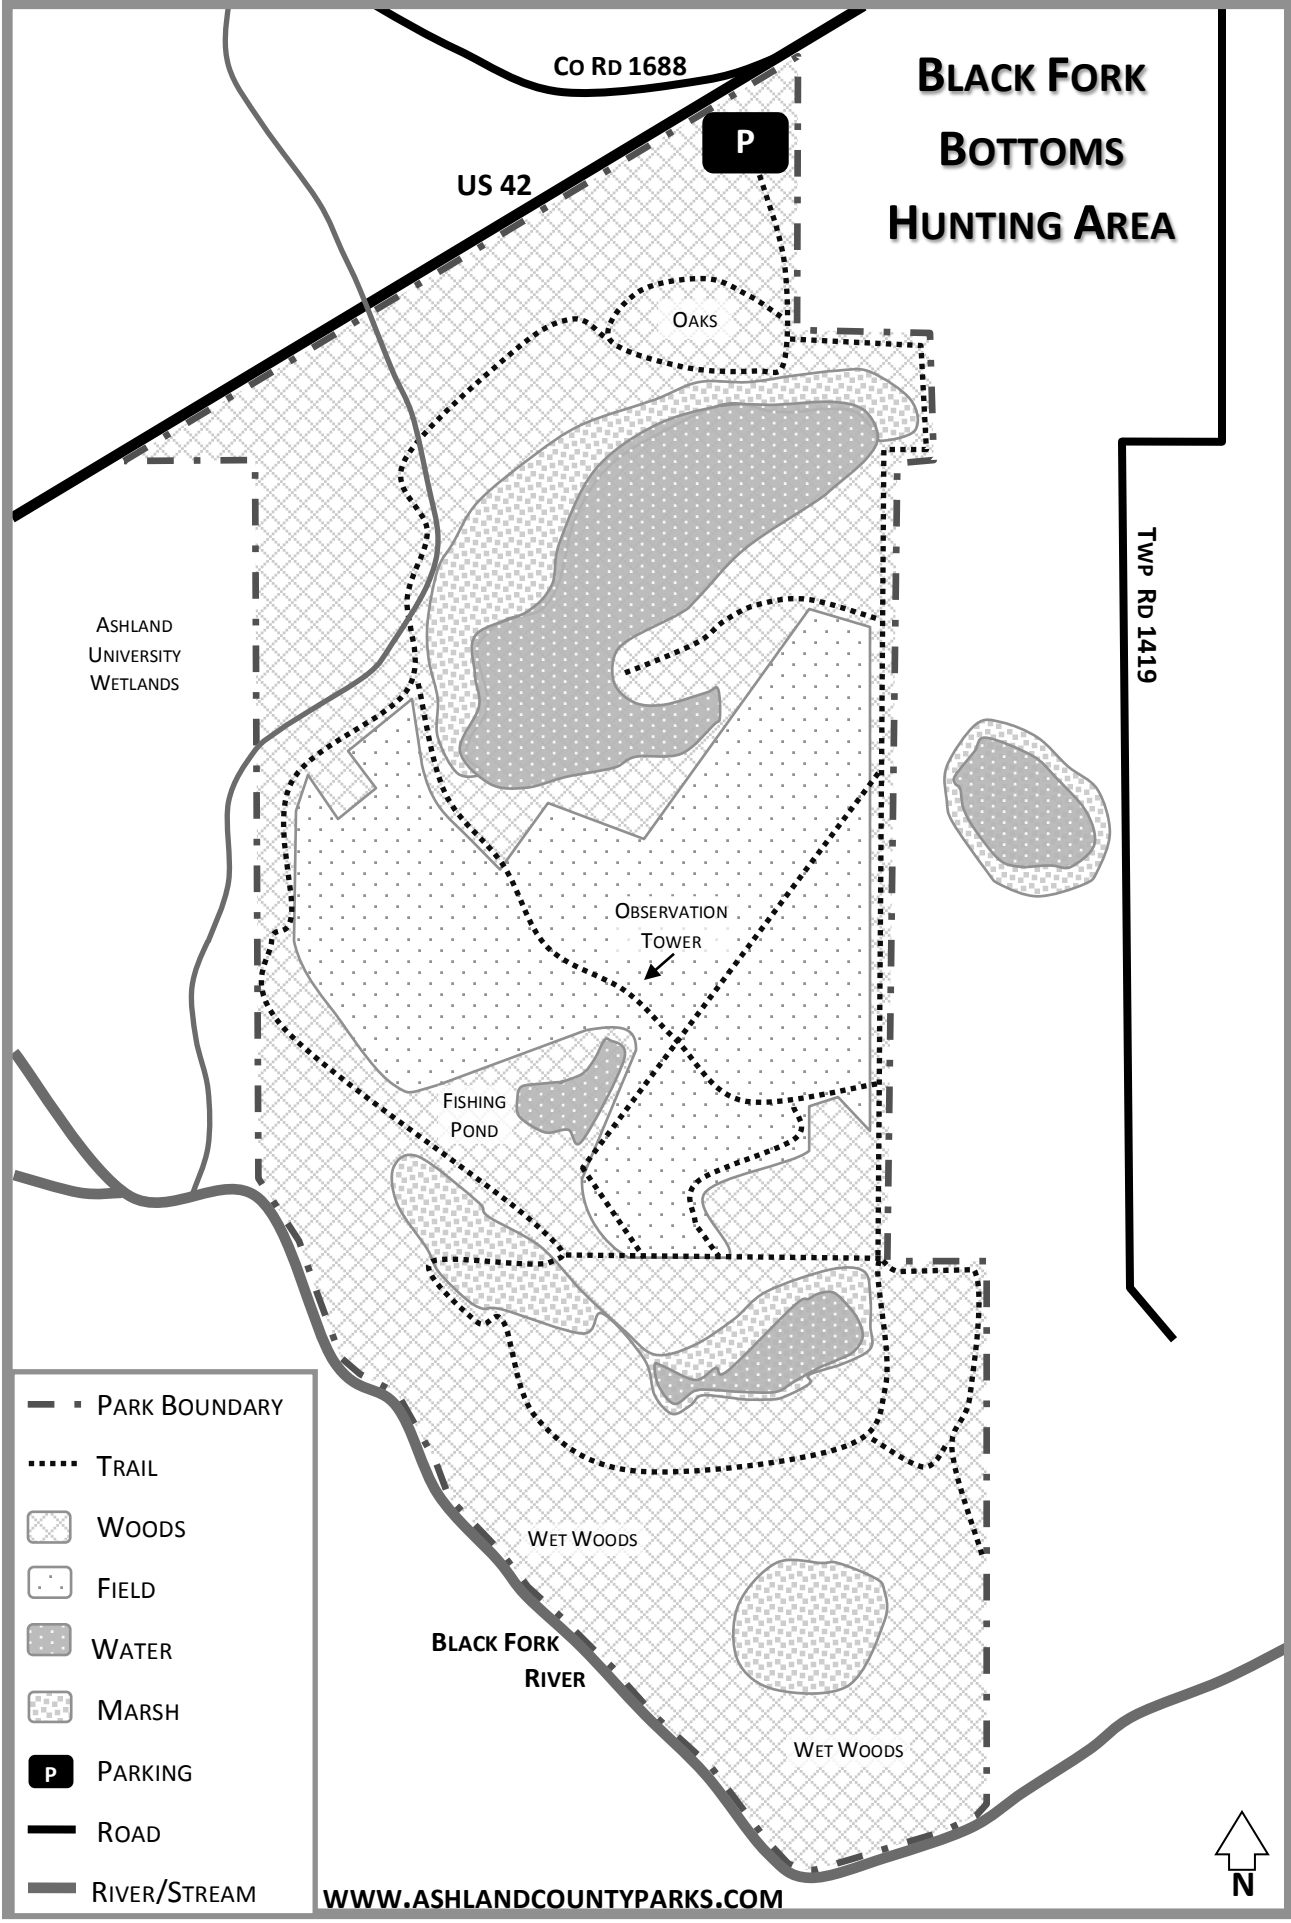 Co Rd 1688
Black Fork
Bottoms
Hunting Area
P
US 42
Oaks
Twp Rd 1419
Ashland
University
Wetlands
Observation
Tower
Fishing
Pond
Park Boundary
Trail
Woods
Field
Water
Marsh
P
Parking
Road
River/Stream
Wet Woods
Black Fork
River
Wet Woods
N
www.ashlandcountyparks.com